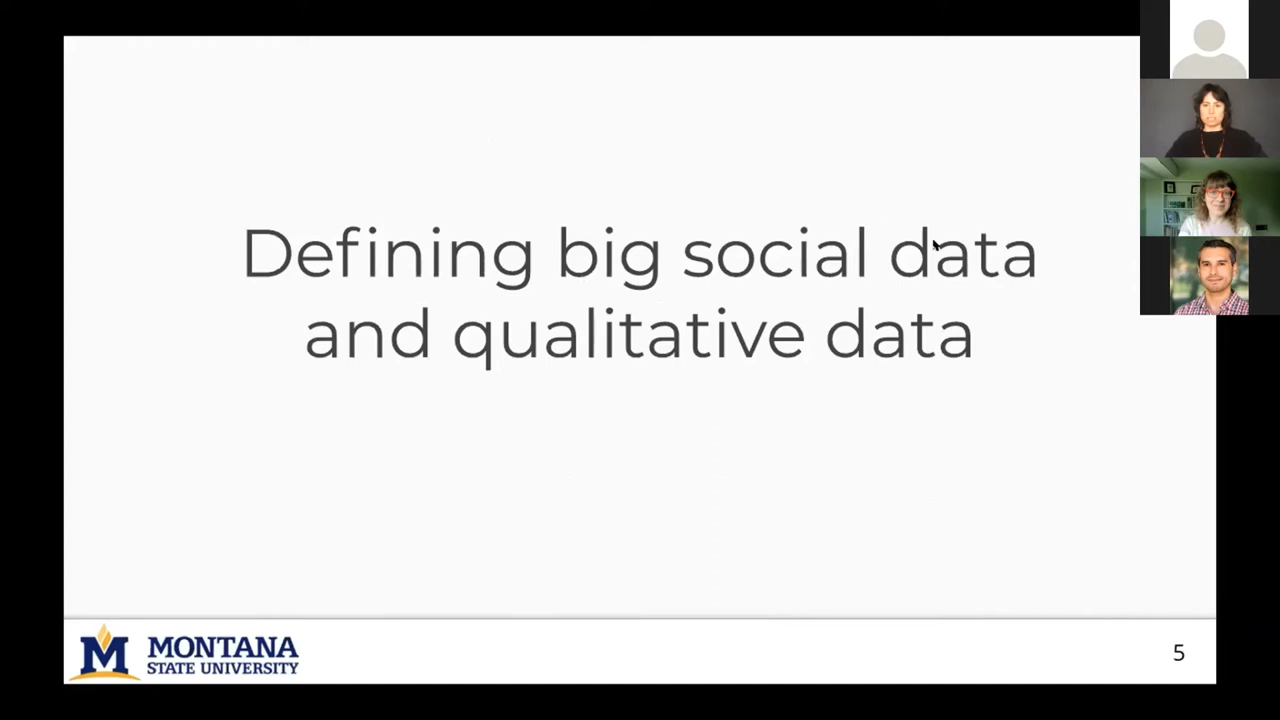 Defining big social data
and qualitative data
M MONTANA
STATE UNIVERSITY
5